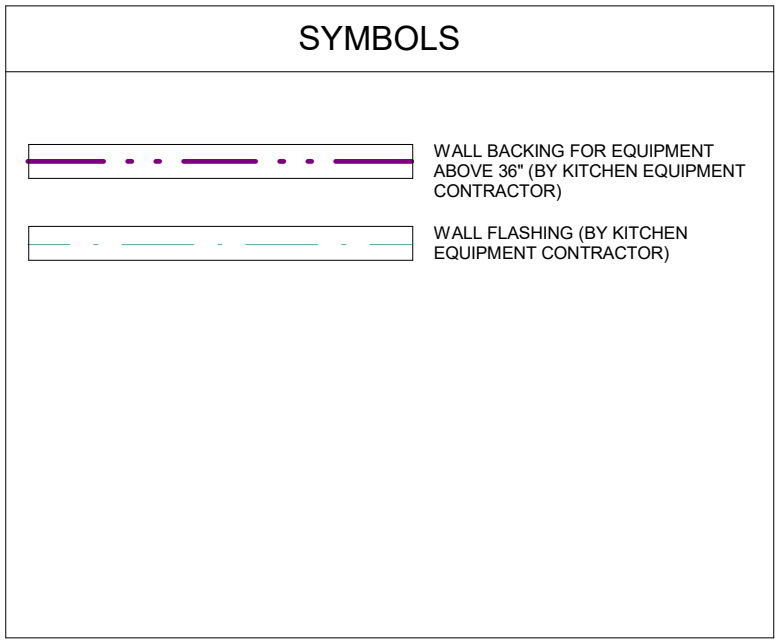 SYMBOLS
WALL BACKING FOR EQUIPMENT
ABOVE 36" (BY KITCHEN EQUIPMENT
CONTRACTOR)
WALL FLASHING (BY KITCHEN
EQUIPMENT CONTRACTOR)